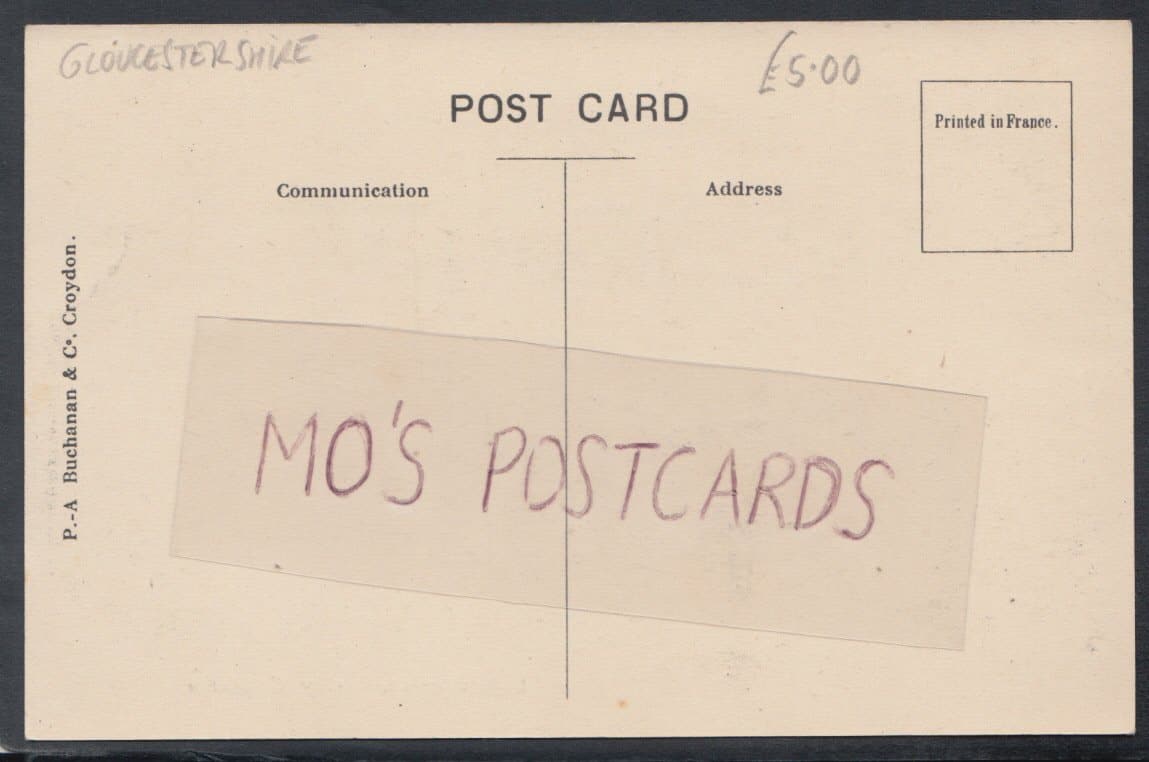 GLOUCESTERSHIRE
£5.00
POST CARD
Printed in France.
Communication
Address
P.-A Buchanan & Co. Croydon.
MO'S POSTCARDS